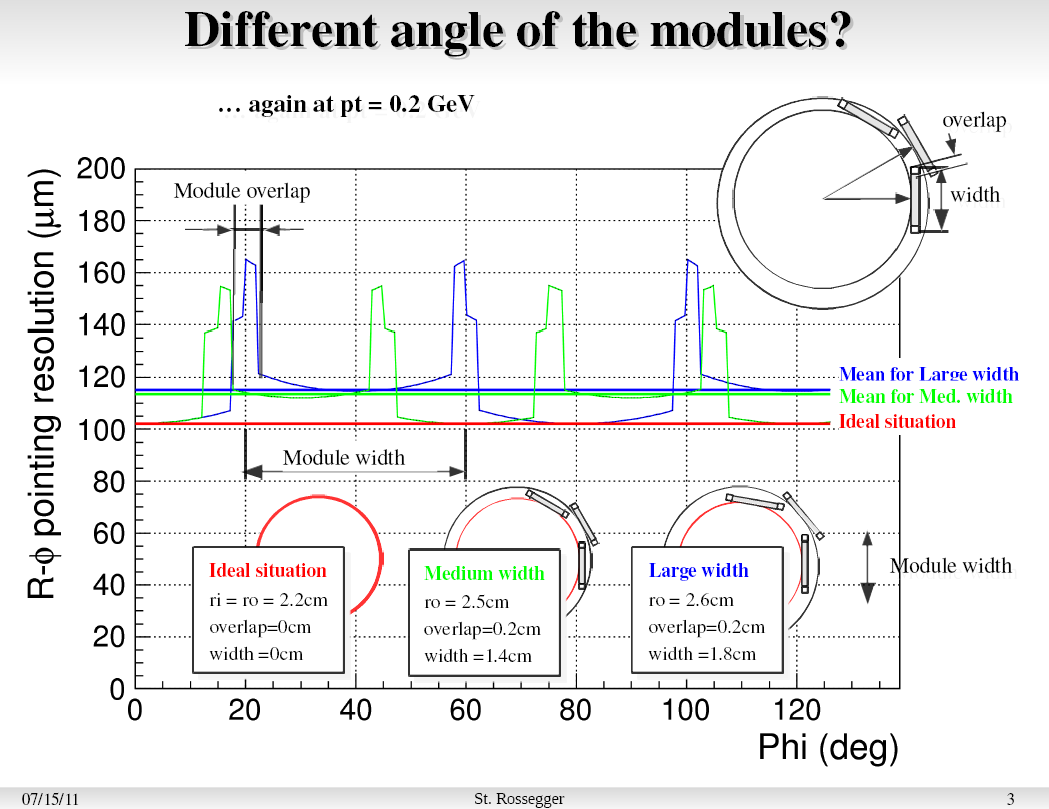 Different angle of the modules?
… again at pt = 0.2 GeV
overlap
width
Module overlap
R-ϕ pointing resolution (μm)
200
180
160
140
120
100
80
60
40
20
0
Mean for Large width
Mean for Med. width
Ideal situation
Module width
Ideal situation
ri = ro = 2.2cm
overlap=0cm
width =0cm
Medium width
ro = 2.5cm
overlap=0.2cm
width =1.4cm
Large width
ro = 2.6cm
overlap=0.2cm
width =1.8cm
Module width
0 20 40 60 80 100 120
Phi (deg)
07/15/11 St. Rossegger 3